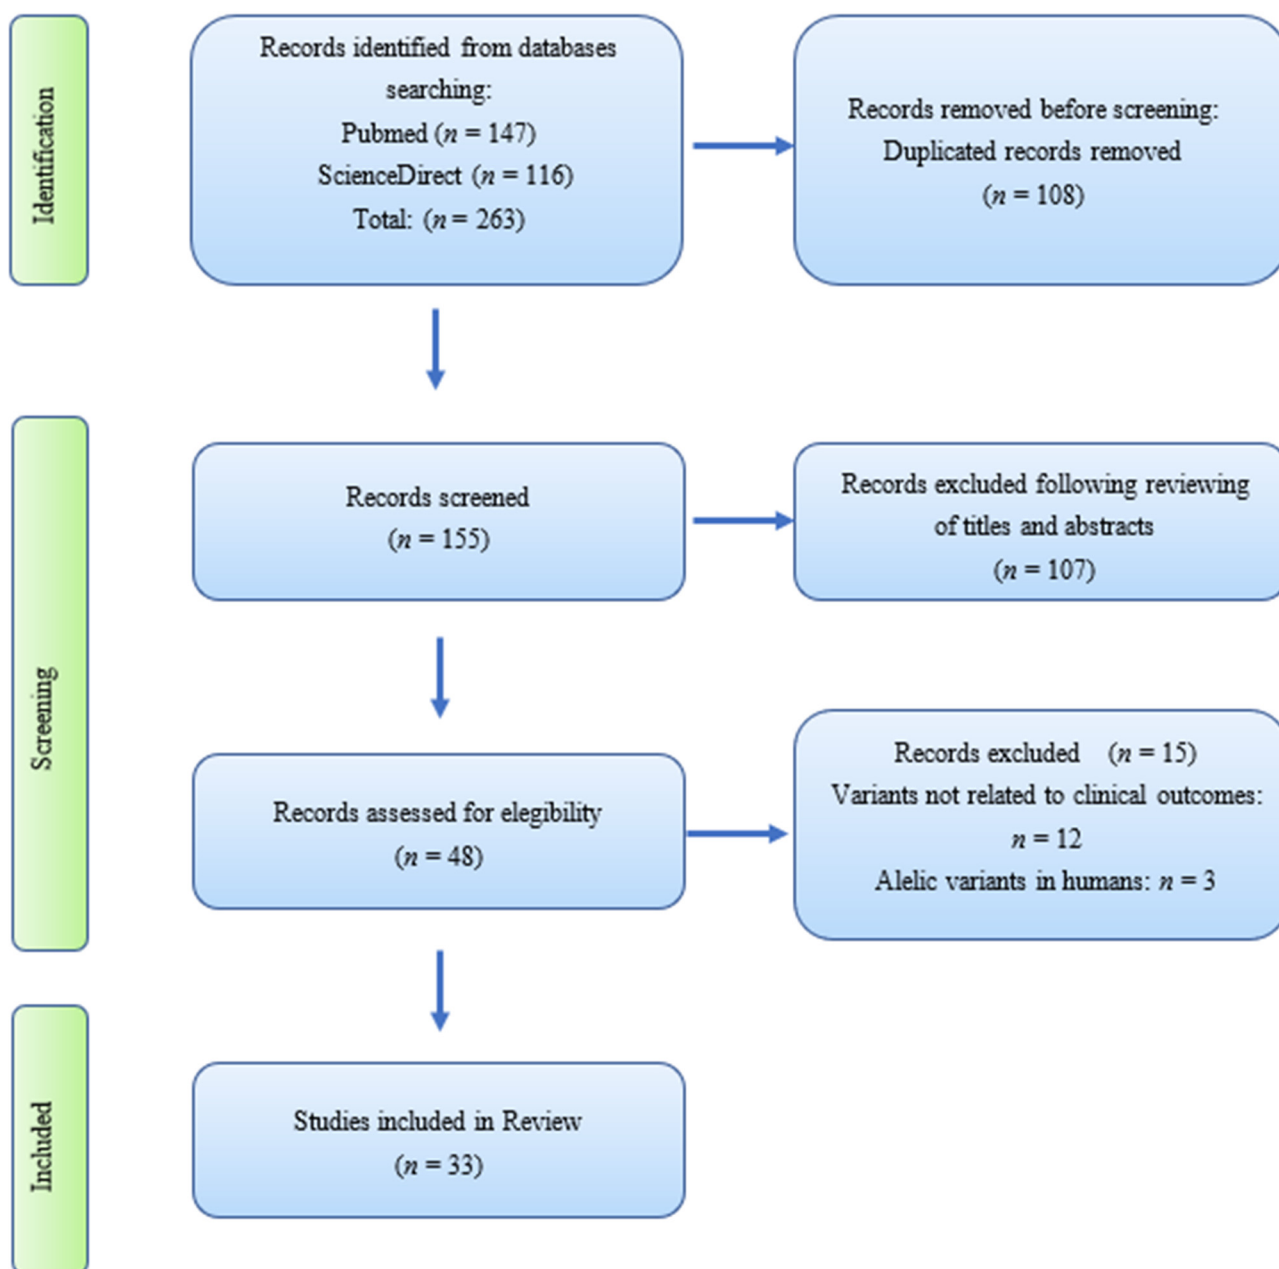 Identification
Records identified from databases
searching:
Pubmed (n = 147)
ScienceDirect (n = 116)
Total: (n = 263)
Records removed before screening:
Duplicated records removed
(n = 108)
Screening
Records screened
(n = 155)
Records excluded following reviewing
of titles and abstracts
(n = 107)
Records assessed for elegibility
(n = 48)
Records excluded (n = 15)
Variants not related to clinical outcomes:
n = 12
Alelic variants in humans: n = 3
Included
Studies included in Review
(n = 33)